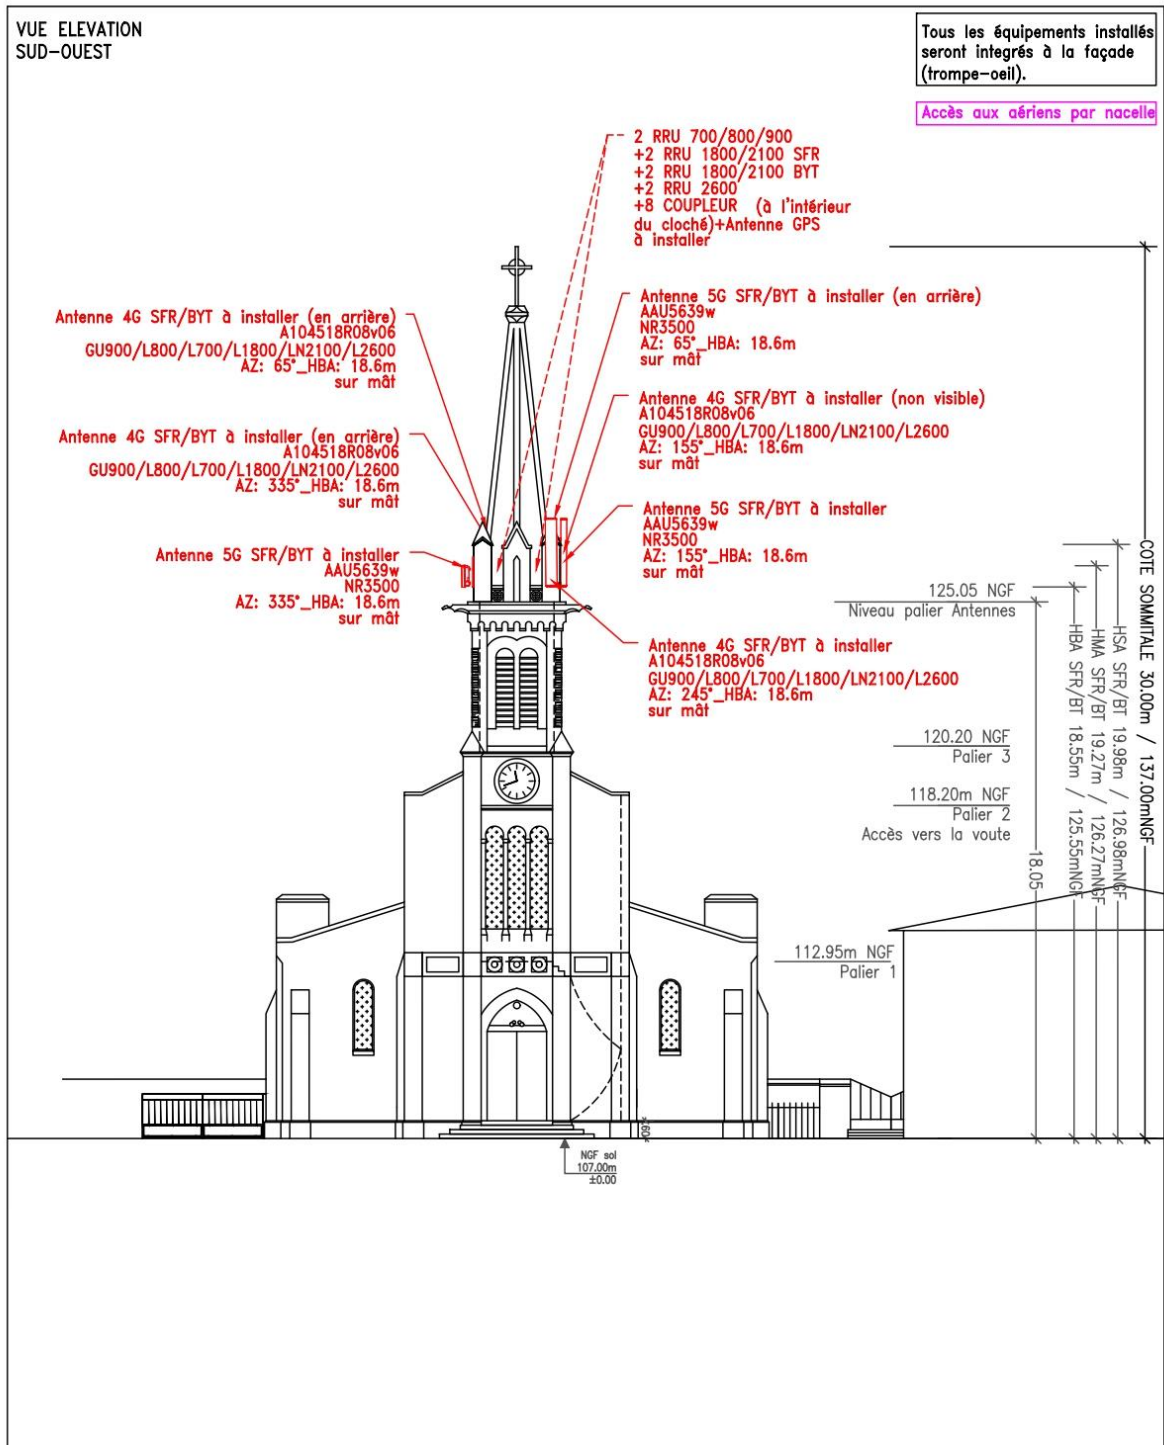 VUE ELEVATION
SUD-OUEST
Tous les équipements installés
seront integrés à la façade
(trompe-oeil).
Accès aux aériens par nacelle
2 RRU 700/800/900
+2 RRU 1800/2100 SFR
+2 RRU 1800/2100 BYT
+2 RRU 2600
+8 COUPLEUR (à l'intérieur
du cloché)+Antenne GPS
à installer
Antenne 4G SFR/BYT à installer (en arrière)
A104518R08v06
GU900/L800/L700/L1800/LN2100/L2600
AZ: 65°_HBA: 18.6m
sur mât
Antenne 4G SFR/BYT à installer (en arrière)
A104518R08v06
GU900/L800/L700/L1800/LN2100/L2600
AZ: 335°_HBA: 18.6m
sur mât
Antenne 5G SFR/BYT à installer
AAU5639w
NR3500
AZ: 335°_HBA: 18.6m
sur mât
Antenne 5G SFR/BYT à installer (en arrière)
AAU5639w
NR3500
AZ: 65°_HBA: 18.6m
sur mât
Antenne 4G SFR/BYT à installer (non visible)
A104518R08v06
GU900/L800/L700/L1800/LN2100/L2600
AZ: 155°_HBA: 18.6m
sur mât
Antenne 5G SFR/BYT à installer
AAU5639w
NR3500
AZ: 155°_HBA: 18.6m
sur mât
Antenne 4G SFR/BYT à installer
A104518R08v06
GU900/L800/L700/L1800/LN2100/L2600
AZ: 245°_HBA: 18.6m
sur mât
125.05 NGF
Niveau palier Antennes
120.20 NGF
Palier 3
118.20m NGF
Palier 2
Accès vers la voute
112.95m NGF
Palier 1
18.05
HBA SFR/BT 18.55m / 125.55mNGF
HMA SFR/BT 19.27m / 126.27mNGF
HSA SFR/BT 19.98m / 126.98mNGF
COTE SOMMITALE 30.00m / 137.00mNGF
NGF sol
107.00m
±0.00